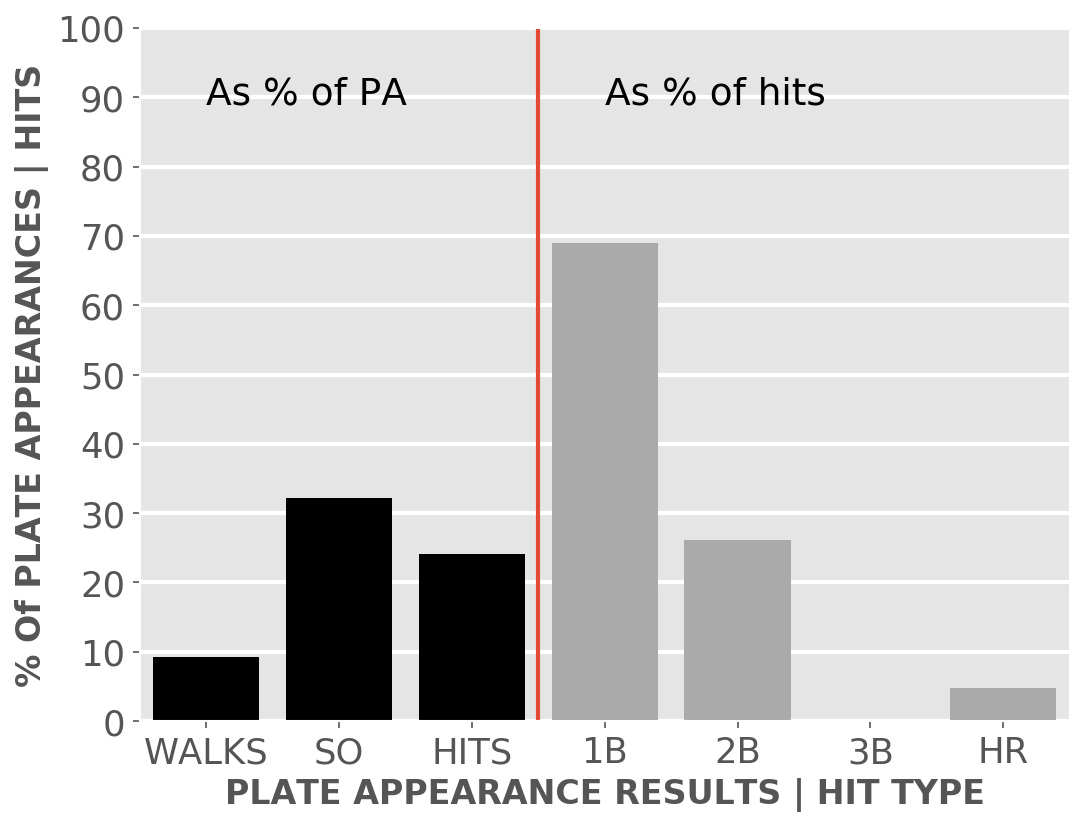 100
90
80
70
60
50
40
30
20
10
0
% Of PLATE APPEARANCES | HITS
As % of PA
As % of hits
WALKS SO HITS 1B 2B 3B HR
PLATE APPEARANCE RESULTS | HIT TYPE